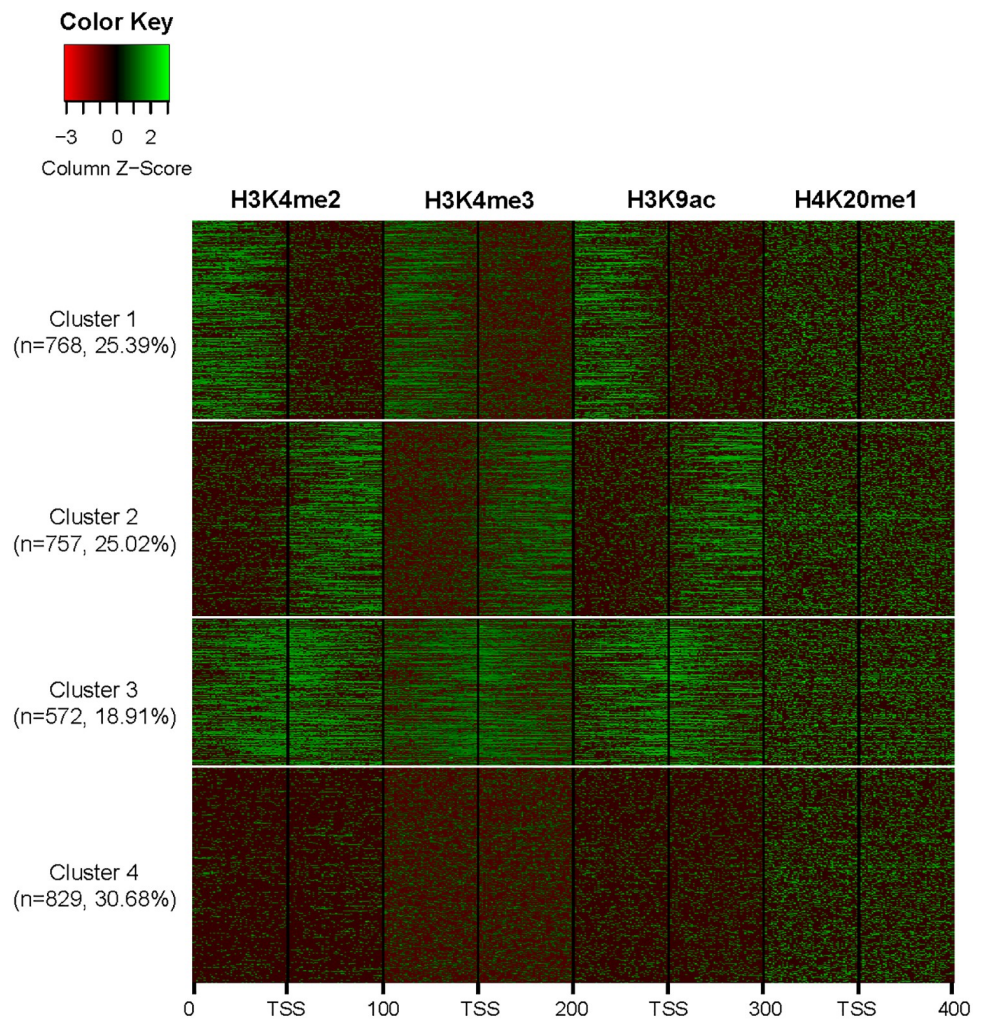 Color Key
−3 0 2
Column Z−Score
H3K4me2 H3K4me3 H3K9ac H4K20me1
Cluster 1
(n=768, 25.39%)
Cluster 2
(n=757, 25.02%)
Cluster 3
(n=572, 18.91%)
Cluster 4
(n=829, 30.68%)
0 TSS 100 TSS 200 TSS 300 TSS 400